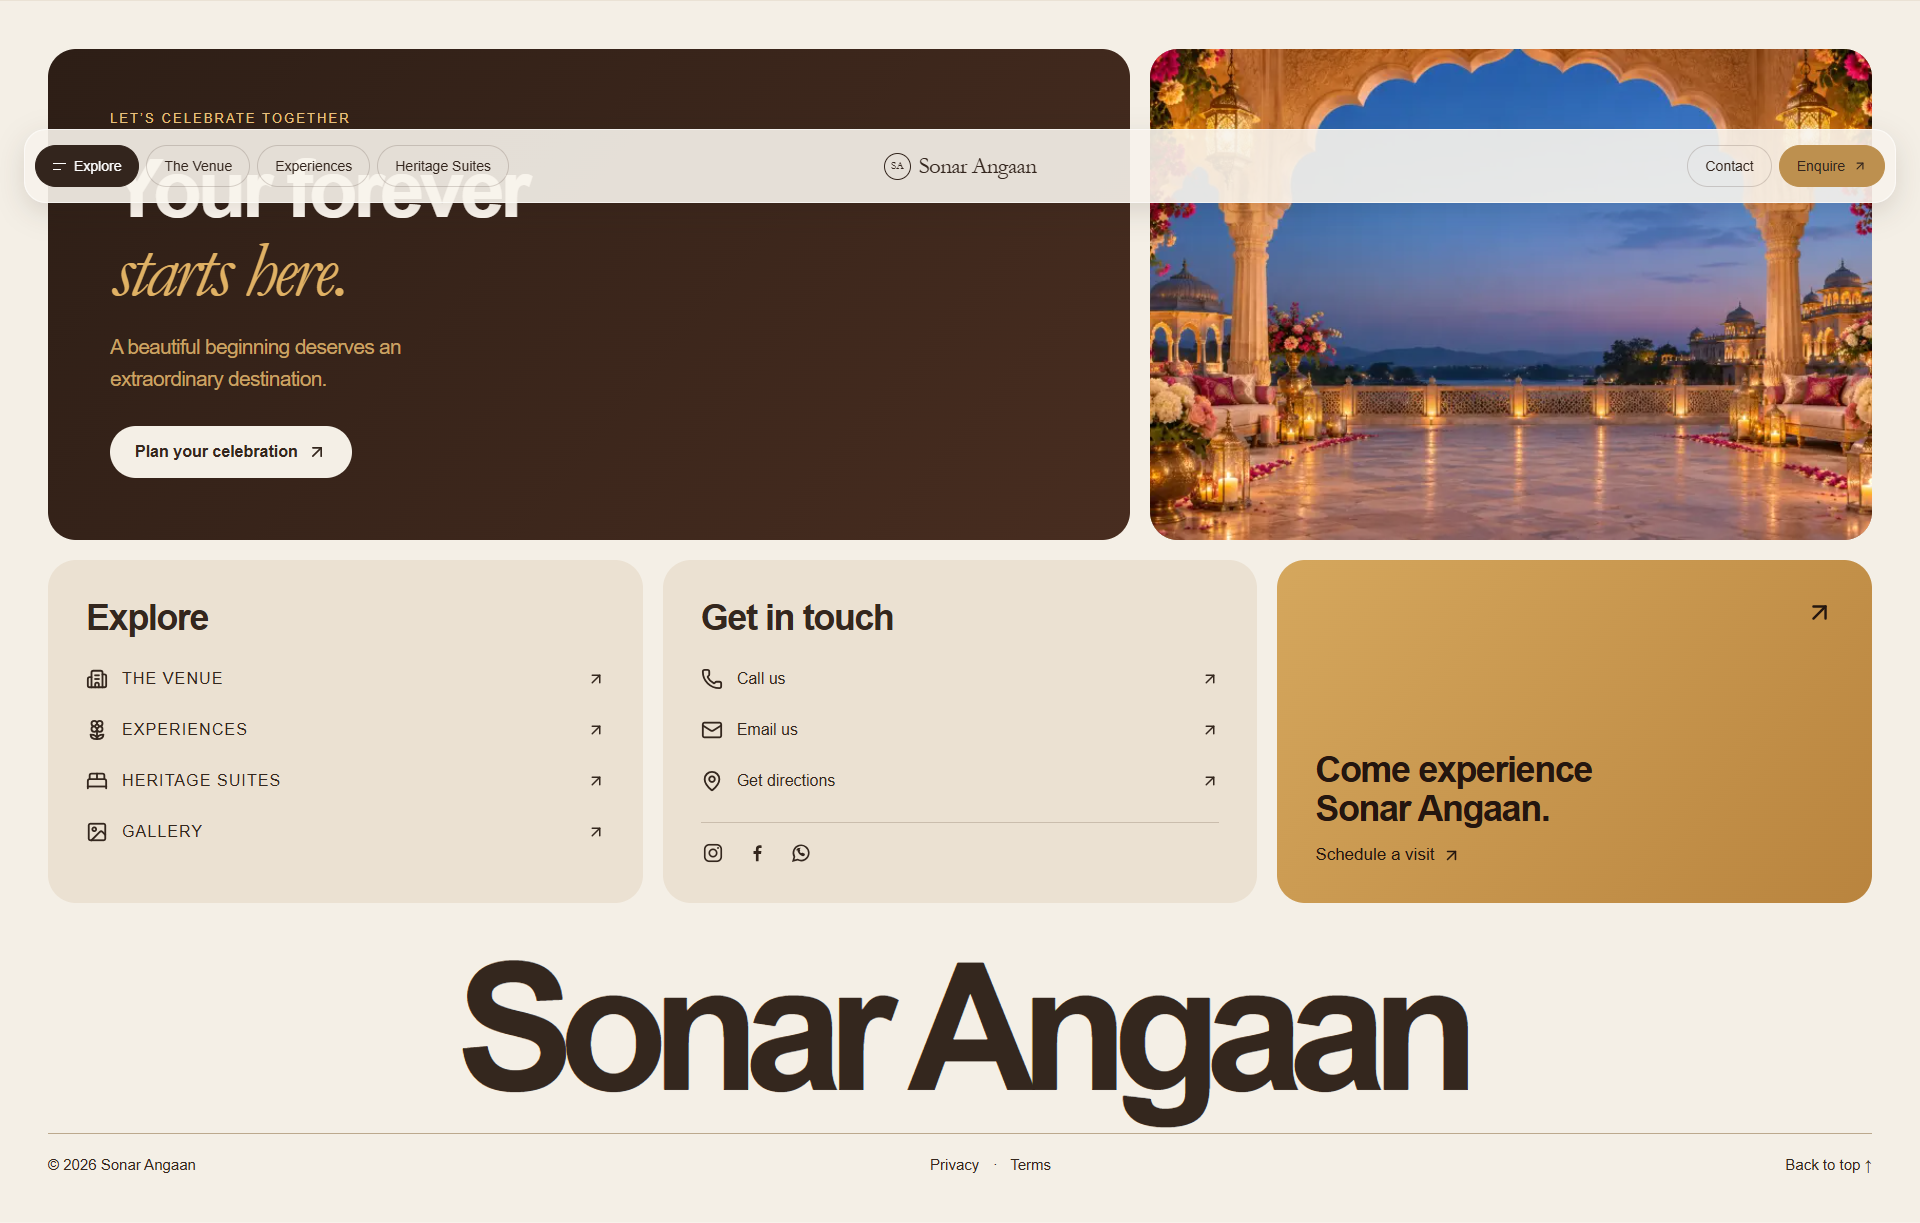 LET'S CELEBRATE TOGETHER
Explore
The Venue
Experiences
Heritage Suites
SA
Sonar Angaan
Contact
Enquire
Your forever
starts here.
A beautiful beginning deserves an
extraordinary destination.
Plan your celebration
Explore
THE VENUE
EXPERIENCES
HERITAGE SUITES
GALLERY
Get in touch
Call us
Email us
Get directions
Come experience
Sonar Angaan.
Schedule a visit
Sonar Angaan
© 2026 Sonar Angaan
Privacy · Terms
Back to top ↑